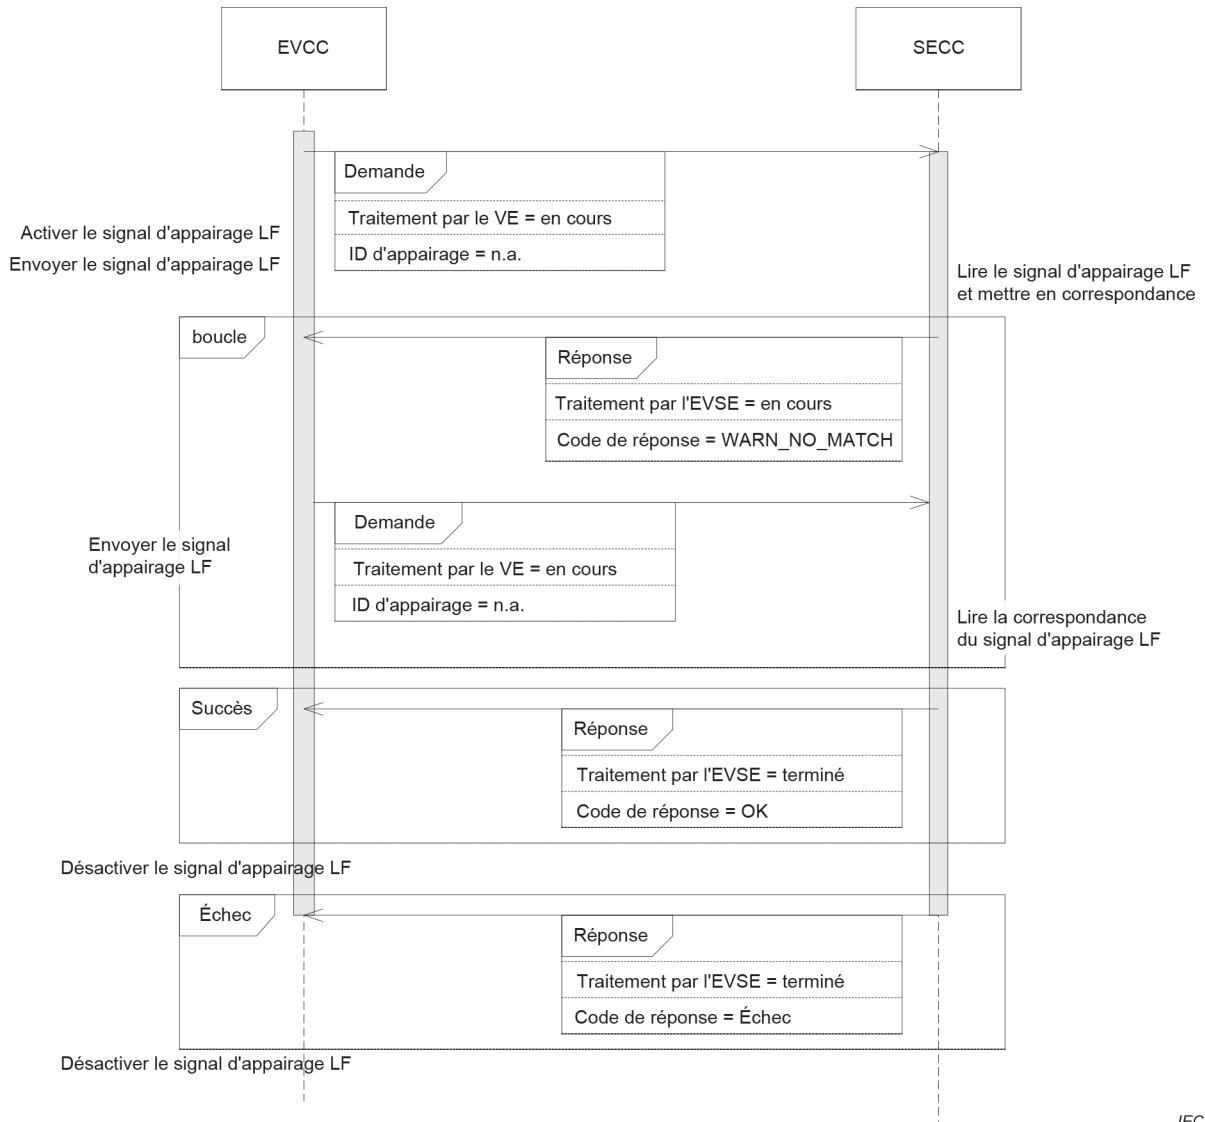 EVCC
SECC
Demande
Traitement par le VE = en cours
ID d'appairage = n.a.
Activer le signal d'appairage LF
Envoyer le signal d'appairage LF
Lire le signal d'appairage LF
et mettre en correspondance
boucle
Réponse
Traitement par l'EVSE = en cours
Code de réponse = WARN_NO_MATCH
Demande
Traitement par le VE = en cours
ID d'appairage = n.a.
Envoyer le signal
d'appairage LF
Lire la correspondance
du signal d'appairage LF
Succès
Réponse
Traitement par l'EVSE = terminé
Code de réponse = OK
Désactiver le signal d'appairage LF
Échec
Réponse
Traitement par l'EVSE = terminé
Code de réponse = Échec
Désactiver le signal d'appairage LF
IEC